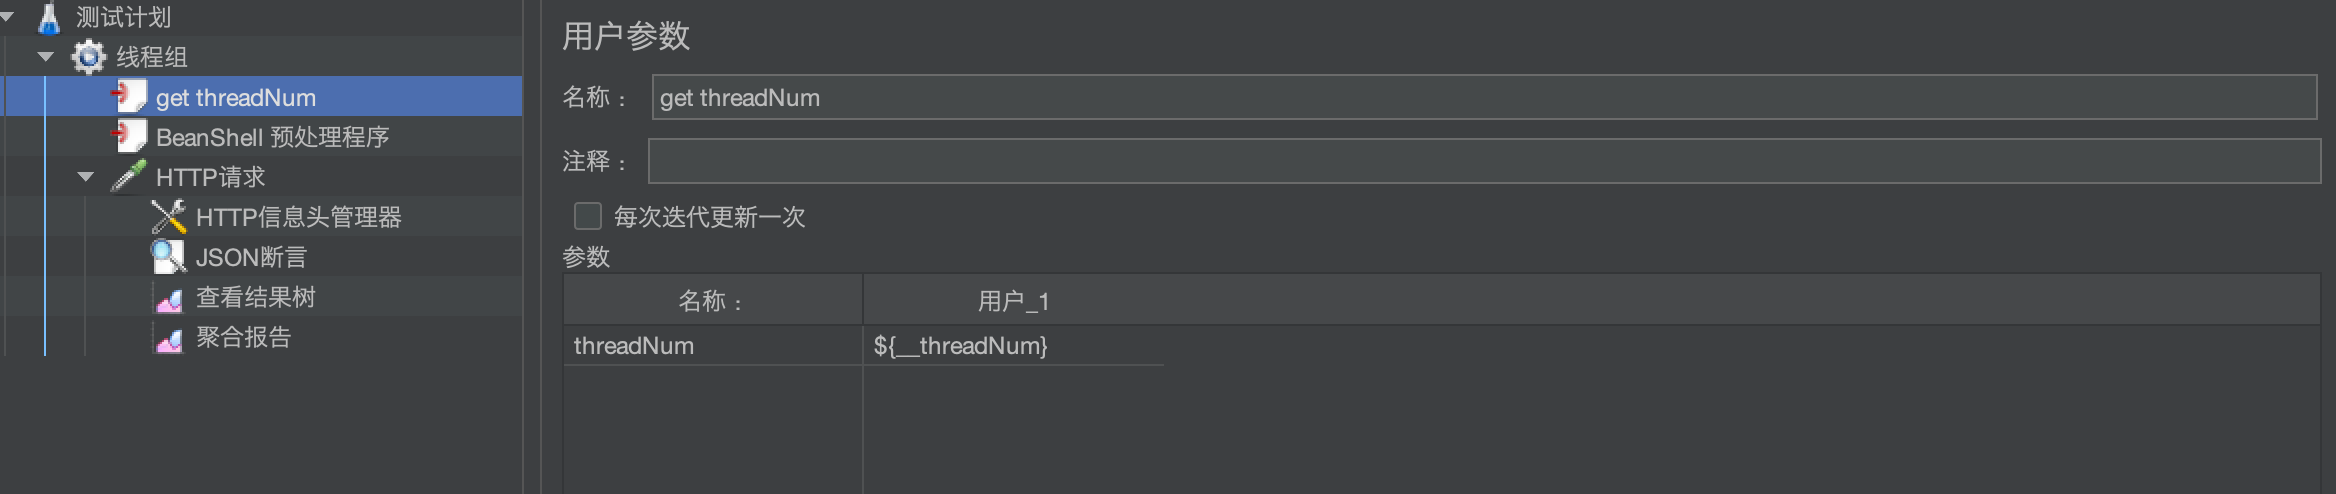 测试计划
线程组
get threadNum
BeanShell 预处理程序
HTTP请求
HTTP信息头管理器
JSON断言
查看结果树
聚合报告
用户参数
名称： get threadNum
注释：
每次迭代更新一次
参数
名称： 用户_1
threadNum ${__threadNum}